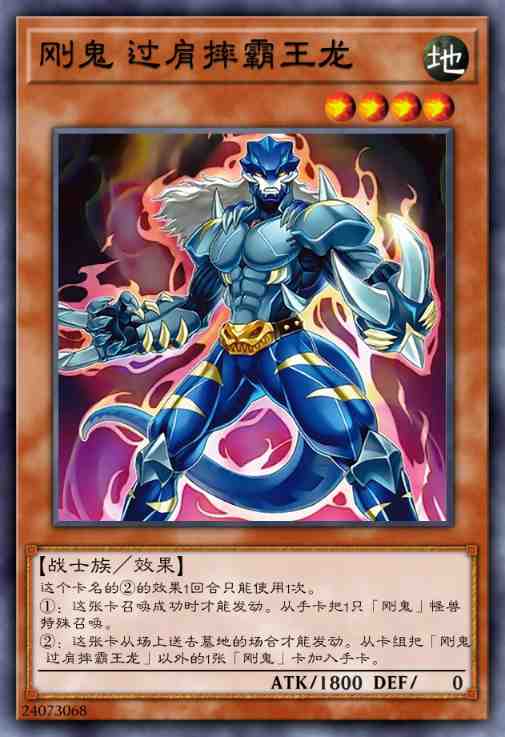 刚鬼 过肩摔霸王龙
地
【战士族／效果】
这个卡名的②的效果1回合只能使用1次。
①：这张卡召唤成功时才能发动。从手卡把1只「刚鬼」怪兽
特殊召唤。
②：这张卡从场上送去墓地的场合才能发动。从卡组把「刚鬼
过肩摔霸王龙」以外的1张「刚鬼」卡加入手卡。
ATK/1800 DEF/ 0
24073068